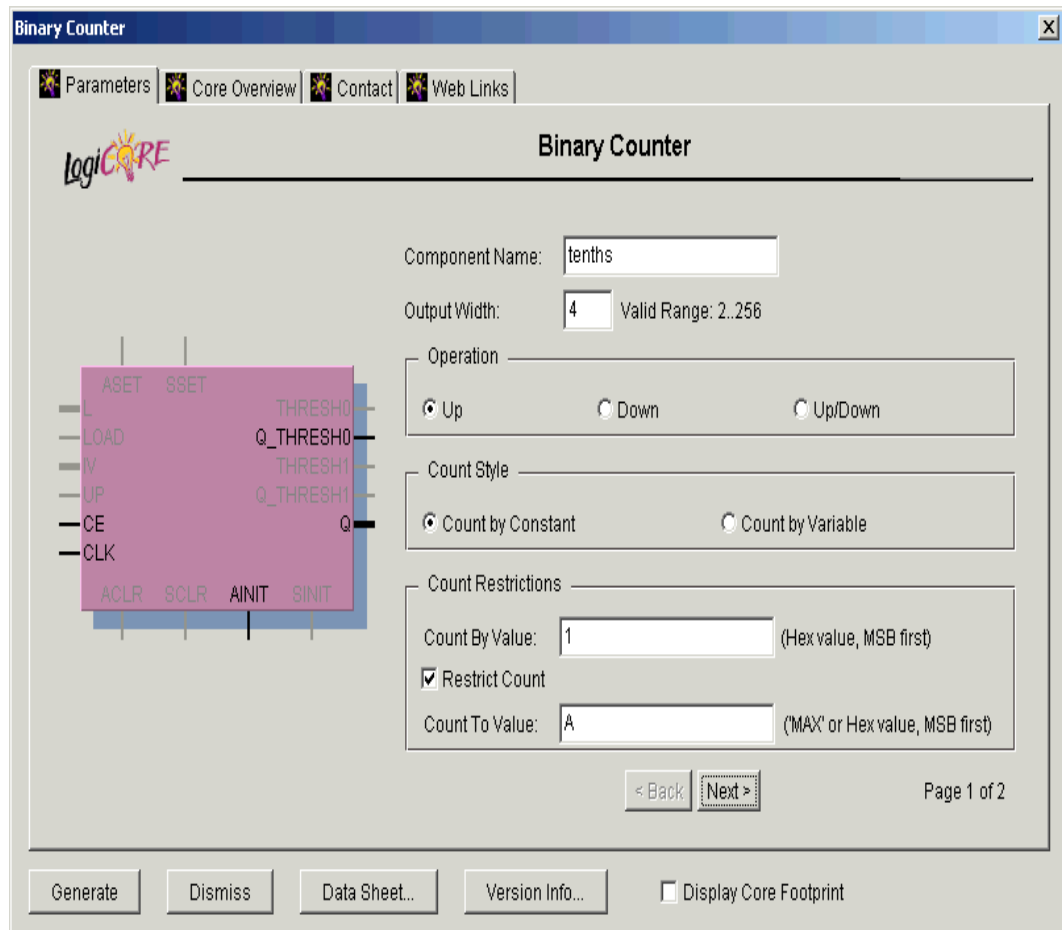 Binary Counter
Parameters Core Overview Contact Web Links
LogiCORE
Binary Counter
Component Name: tenths
Output Width: 4 Valid Range: 2..256
Operation
Up Down Up/Down
Count Style
Count by Constant Count by Variable
Count Restrictions
Count By Value: 1 (Hex value, MSB first)
Restrict Count
Count To Value: A ('MAX' or Hex value, MSB first)
ASET SSET
L THRESH0
LOAD Q_THRESH0
IV THRESH1
UP Q_THRESH1
CE Q
CLK
ACLR SCLR AINIT SINIT
< Back Next > Page 1 of 2
Generate Dismiss Data Sheet... Version Info... Display Core Footprint